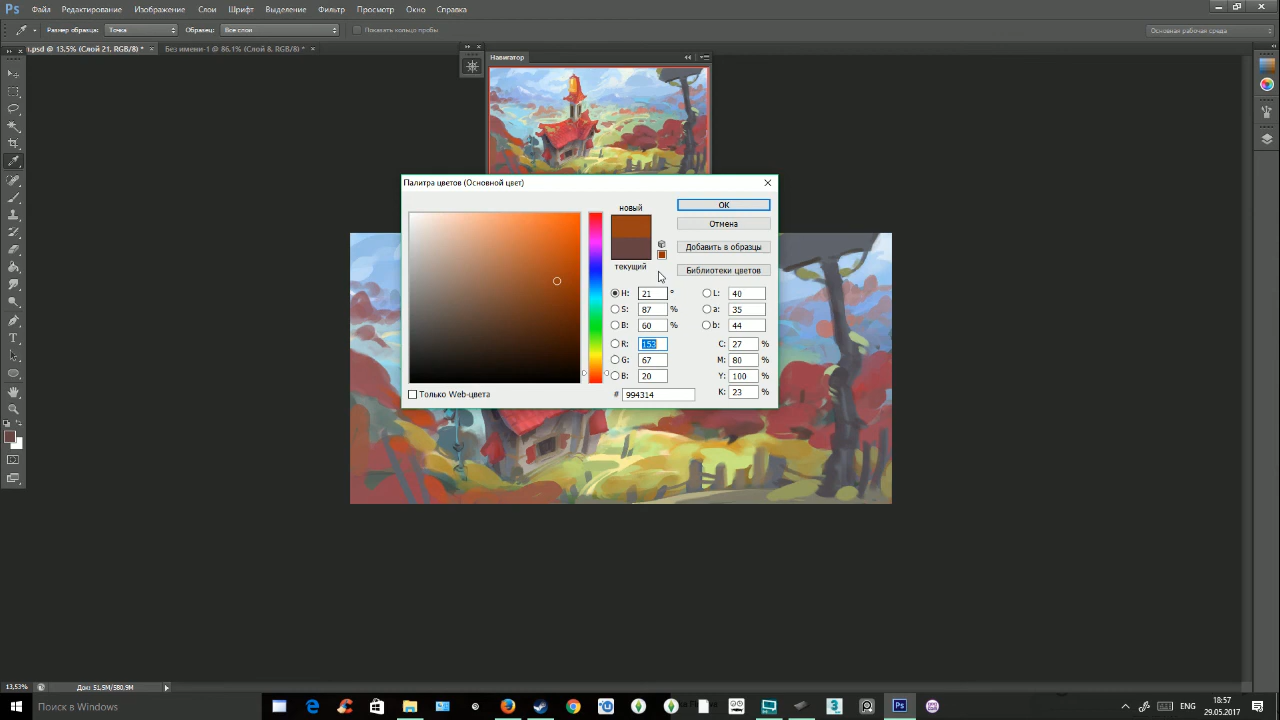 Ps Файл Редактирование Изображение Слои Шрифт Выделение Фильтр Просмотр Окно Справка
Размер образца: Точка Образец: Все слои Показать кольцо пробы Основная рабочая среда
u.psd @ 13.5% (Слой 21, RGB/8) * × Без имени-1 @ 86.1% (Слой 8, RGB/8) * ×
Навигатор
Палитра цветов (Основной цвет)
новый
OK
Отмена
Добавить в образцы
текущий
Библиотеки цветов
H: 21 ° L: 40
S: 87 % a: 35
B: 60 % b: 44
R: 153 C: 27 %
G: 67 M: 80 %
B: 20 Y: 100 %
# 994314 K: 23 %
Только Web-цвета
13,53% Док: 51.5M/580.9M
Поиск в Windows
18:57
29.05.2017